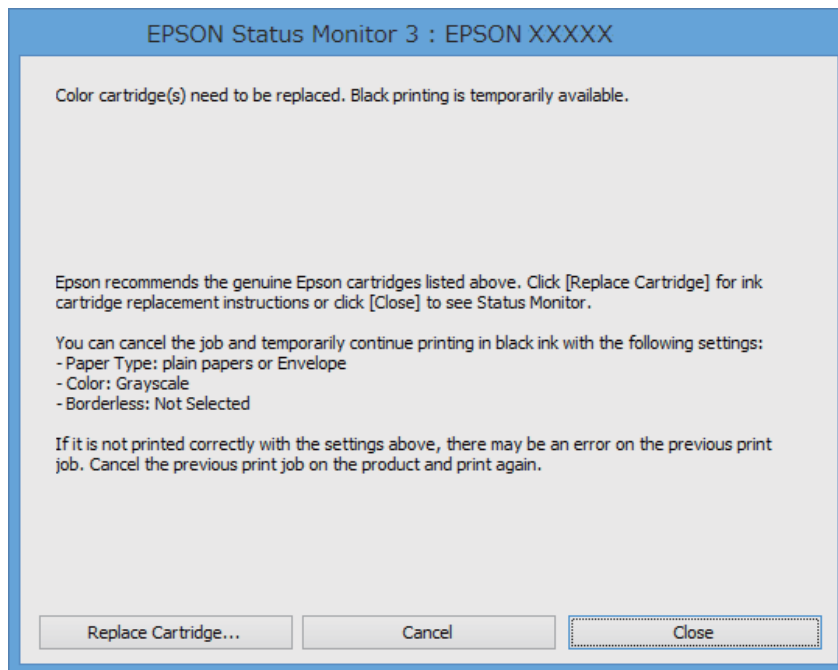 EPSON Status Monitor 3 : EPSON XXXXX
Color cartridge(s) need to be replaced. Black printing is temporarily available.
Epson recommends the genuine Epson cartridges listed above. Click [Replace Cartridge] for ink
cartridge replacement instructions or click [Close] to see Status Monitor.
You can cancel the job and temporarily continue printing in black ink with the following settings:
- Paper Type: plain papers or Envelope
- Color: Grayscale
- Borderless: Not Selected
If it is not printed correctly with the settings above, there may be an error on the previous print
job. Cancel the previous print job on the product and print again.
Replace Cartridge...
Cancel
Close